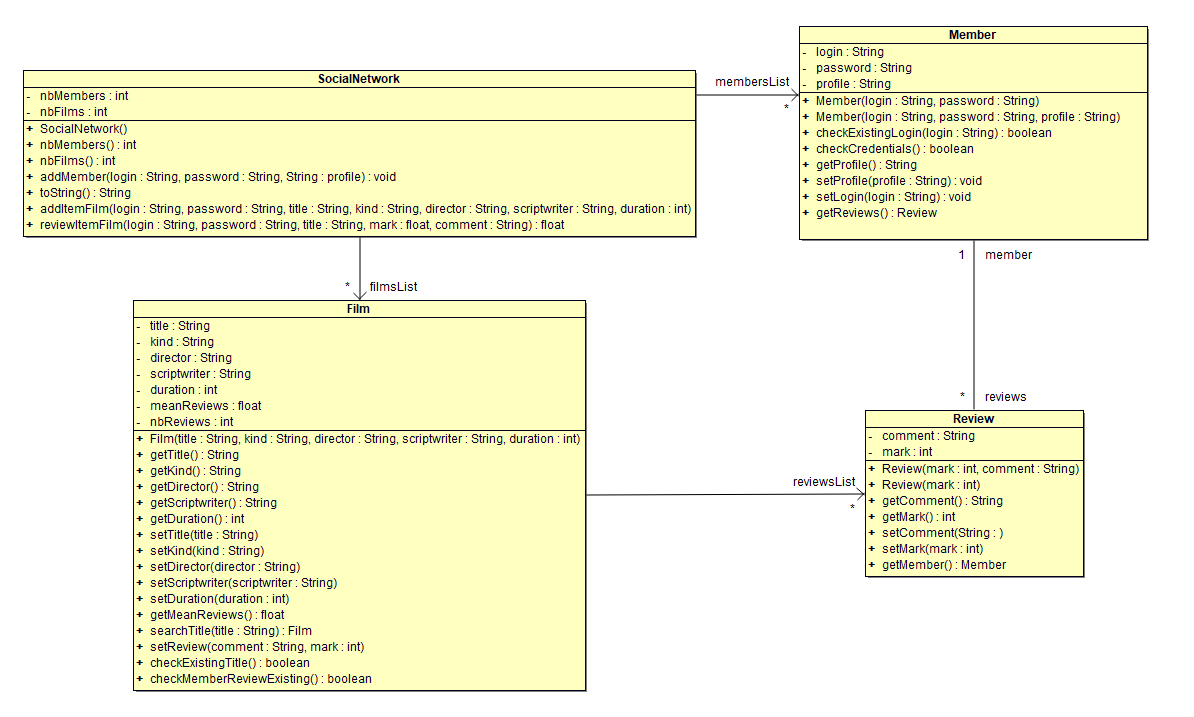 SocialNetwork
- nbMembers : int
- nbFilms : int
+ SocialNetwork()
+ nbMembers() : int
+ nbFilms() : int
+ addMember(login : String, password : String, String : profile) : void
+ toString() : String
+ addItemFilm(login : String, password : String, title : String, kind : String, director : String, scriptwriter : String, duration : int)
+ reviewItemFilm(login : String, password : String, title : String, mark : float, comment : String) : float
membersList
*
Member
- login : String
- password : String
- profile : String
+ Member(login : String, password : String)
+ Member(login : String, password : String, profile : String)
+ checkExistingLogin(login : String) : boolean
+ checkCredentials() : boolean
+ getProfile() : String
+ setProfile(profile : String) : void
+ setLogin(login : String) : void
+ getReviews() : Review
1 member
* filmsList
Film
- title : String
- kind : String
- director : String
- scriptwriter : String
- duration : int
- meanReviews : float
- nbReviews : int
+ Film(title : String, kind : String, director : String, scriptwriter : String, duration : int)
+ getTitle() : String
+ getKind() : String
+ getDirector() : String
+ getScriptwriter() : String
+ getDuration() : int
+ setTitle(title : String)
+ setKind(kind : String)
+ setDirector(director : String)
+ setScriptwriter(scriptwriter : String)
+ setDuration(duration : int)
+ getMeanReviews() : float
+ searchTitle(title : String) : Film
+ setReview(comment : String, mark : int)
+ checkExistingTitle() : boolean
+ checkMemberReviewExisting() : boolean
* reviews
reviewsList
*
Review
- comment : String
- mark : int
+ Review(mark : int, comment : String)
+ Review(mark : int)
+ getComment() : String
+ getMark() : int
+ setComment(String : )
+ setMark(mark : int)
+ getMember() : Member